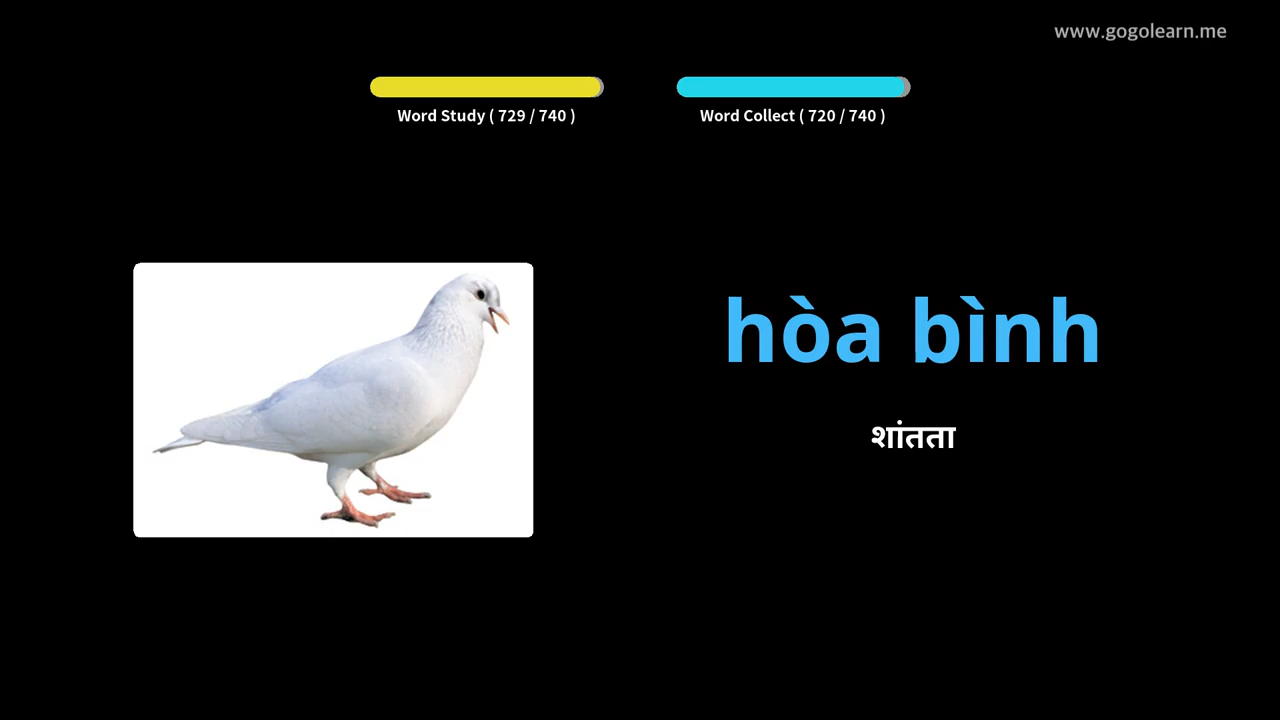 www.gogolearn.me
Word Study ( 729 / 740 )
Word Collect ( 720 / 740 )
hòa bình
शांतता